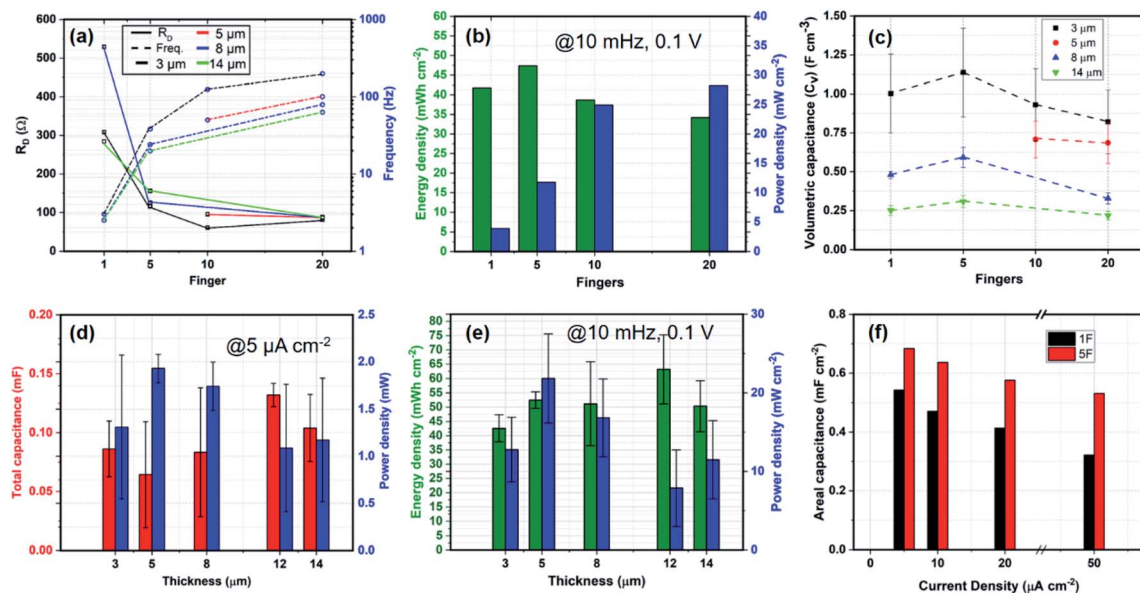 (a)
R_D
Freq.
3 μm
5 μm
8 μm
14 μm
600
500
400
300
200
100
0
R_D (Ω)
1000
100
10
1
Frequency (Hz)
1 5 10 20
Finger
(b)
@10 mHz, 0.1 V
60
55
50
45
40
35
30
25
20
15
10
5
0
Energy density (mWh cm⁻²)
40
35
30
25
20
15
10
5
0
Power density (mW cm⁻²)
1 5 10 20
Fingers
(c)
3 μm
5 μm
8 μm
14 μm
1.50
1.25
1.00
0.75
0.50
0.25
0.00
Volumetric capacitance (Cᵥ) (F cm⁻³)
1 5 10 20
Fingers
(d)
@5 μA cm⁻²
0.20
0.15
0.10
0.05
0.00
Total capacitance (mF)
2.5
2.0
1.5
1.0
0.5
0.0
Power density (mW)
3 5 8 12 14
Thickness (μm)
(e)
@10 mHz, 0.1 V
80
75
70
65
60
55
50
45
40
35
30
25
20
15
10
5
0
Energy density (mWh cm⁻²)
30
20
10
0
Power density (mW cm⁻²)
3 5 8 12 14
Thickness (μm)
(f)
1F
5F
0.8
0.6
0.4
0.2
0.0
Areal capacitance (mF cm⁻²)
0 10 20 50
Current Density (μA cm⁻²)